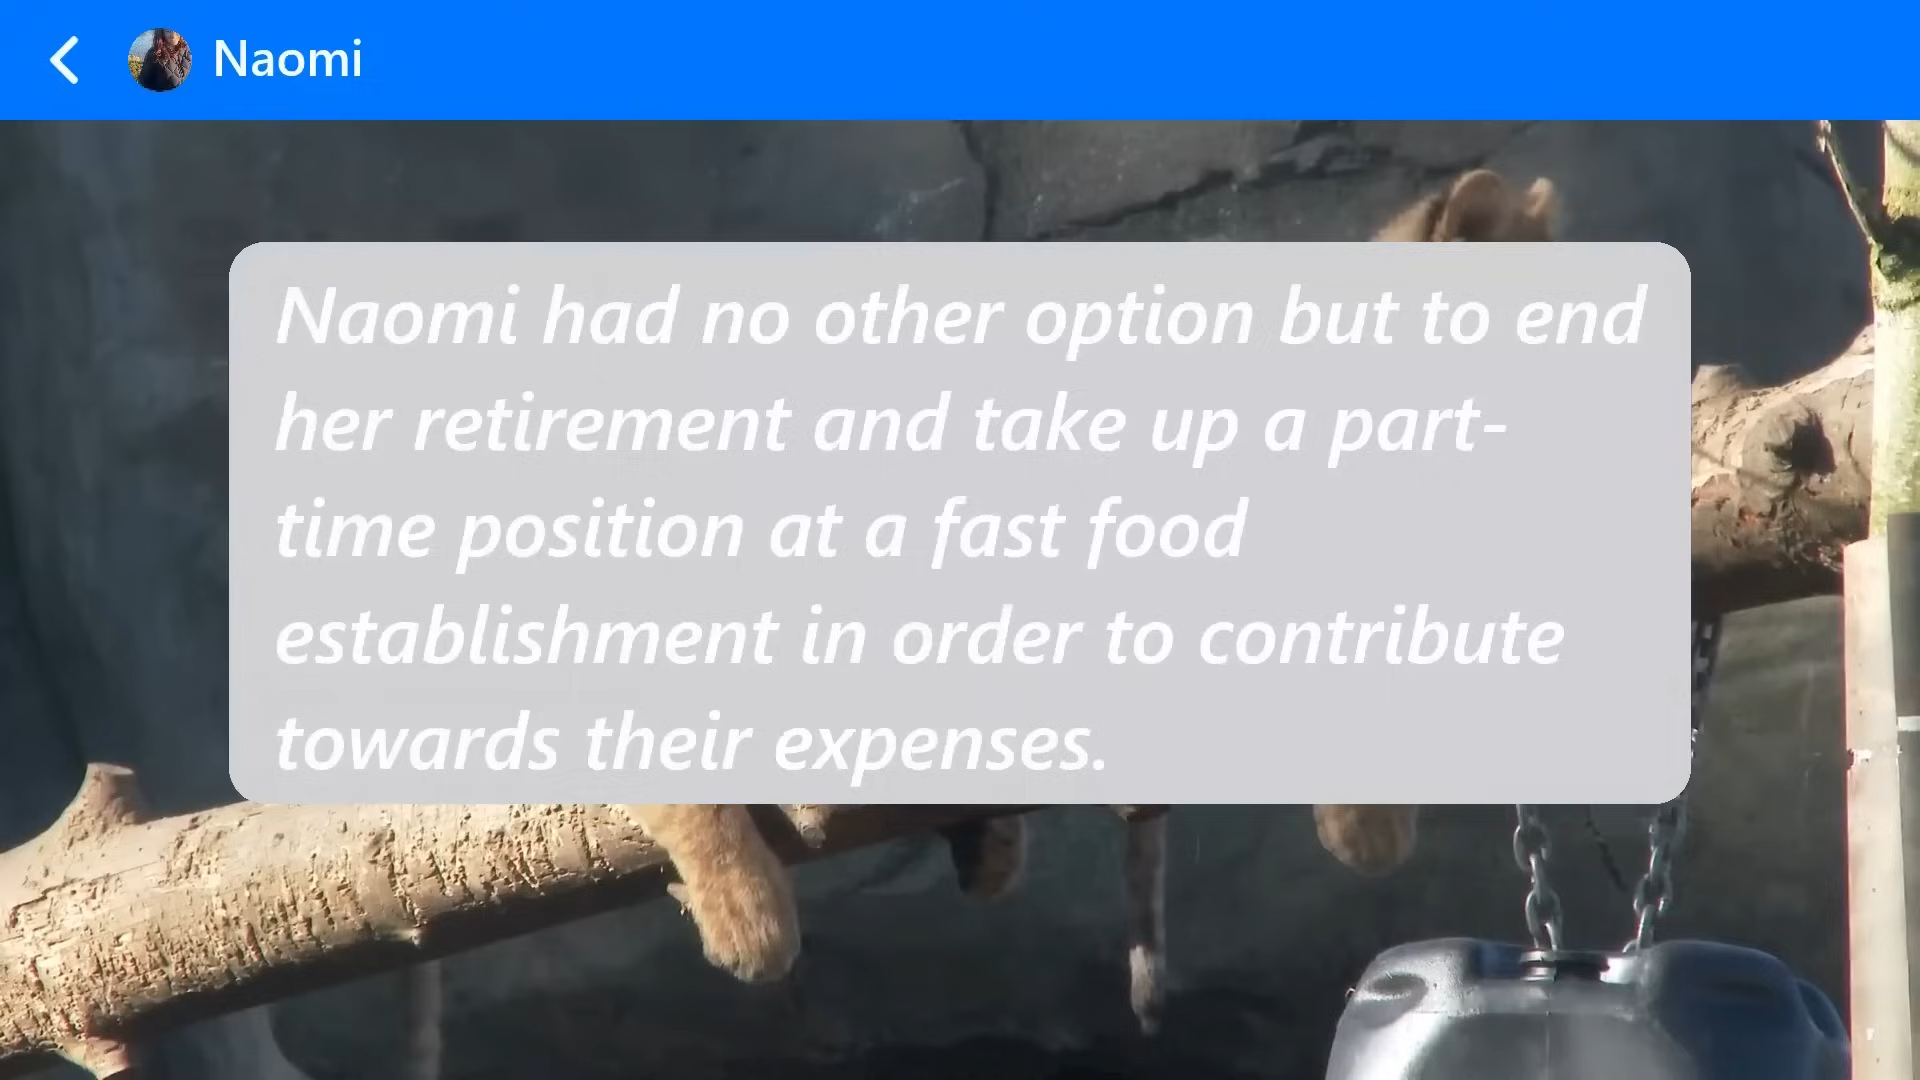 Naomi
Naomi had no other option but to end
her retirement and take up a part-
time position at a fast food
establishment in order to contribute
towards their expenses.